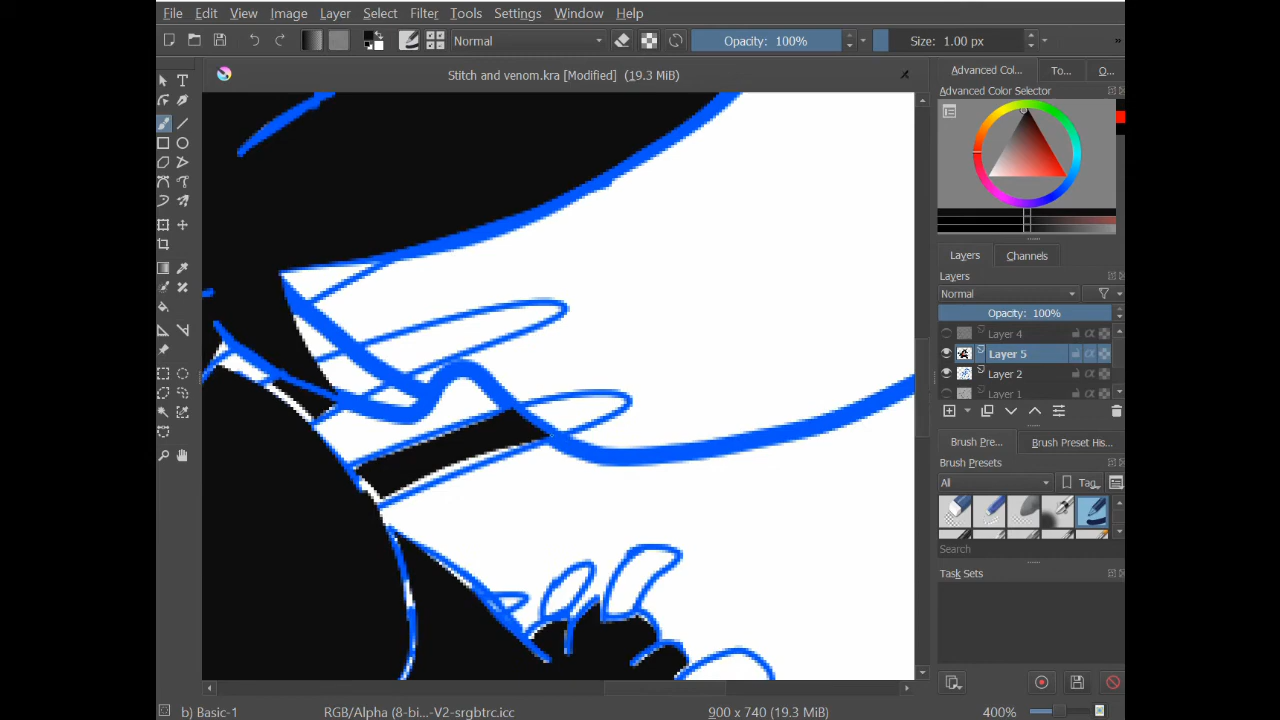 File Edit View Image Layer Select Filter Tools Settings Window Help
Normal Opacity: 100% Size: 1.00 px »
Stitch and venom.kra [Modified] (19.3 MiB)
Advanced Col... To... O...
Advanced Color Selector
Layers Channels
Layers
Normal
Opacity: 100%
Layer 4
Layer 5
Layer 2
Layer 1
Brush Pre... Brush Preset His...
Brush Presets
All Tag
Search
Task Sets
b) Basic-1 RGB/Alpha (8-bi...-V2-srgbtrc.icc 900 x 740 (19.3 MiB) 400%